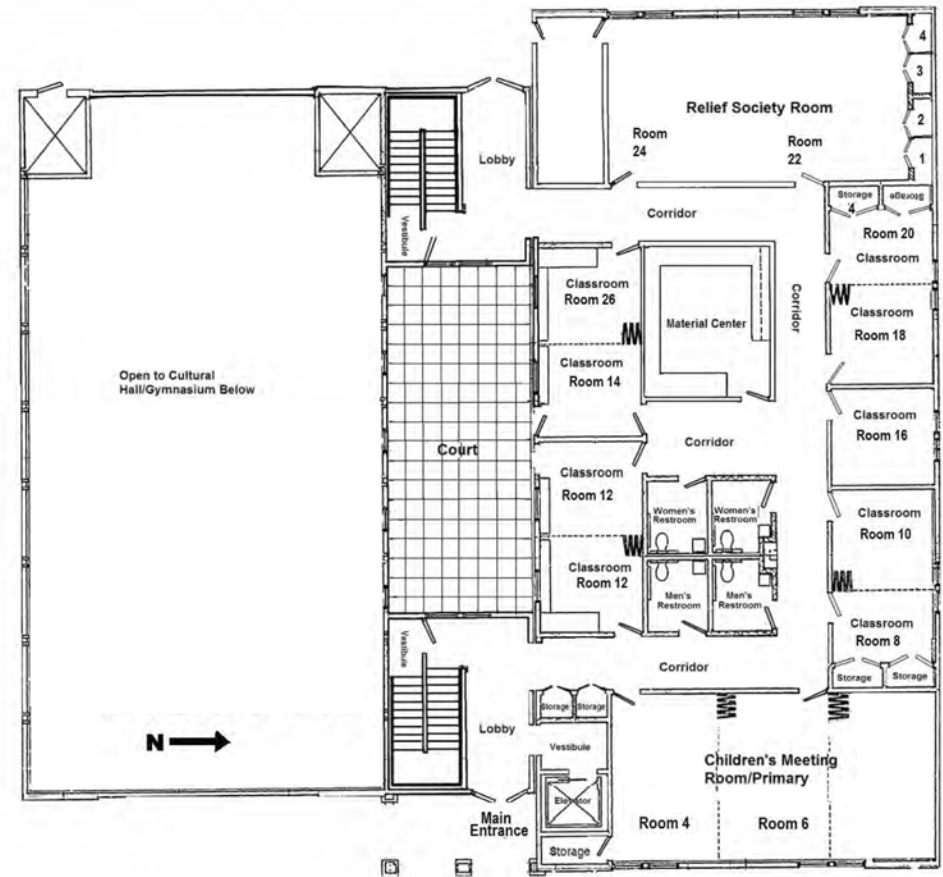 4
3
2
1
Relief Society Room
Room
24
Room
22
Lobby
Storage
4
Storage
Vestibule
Corridor
Room 20
Classroom
Classroom
Room 26
Material Center
Corridor
Classroom
Room 18
Classroom
Room 14
Open to Cultural
Hall/Gymnasium Below
Classroom
Room 16
Court
Corridor
Classroom
Room 12
Women's
Restroom
Women's
Restroom
Classroom
Room 10
Classroom
Room 12
Men's
Restroom
Men's
Restroom
Classroom
Room 8
Vestibule
Corridor
Storage
Storage
Storage
Storage
Lobby
N
Vestibule
Children's Meeting
Room/Primary
Elevator
Main
Entrance
Room 4
Room 6
Storage